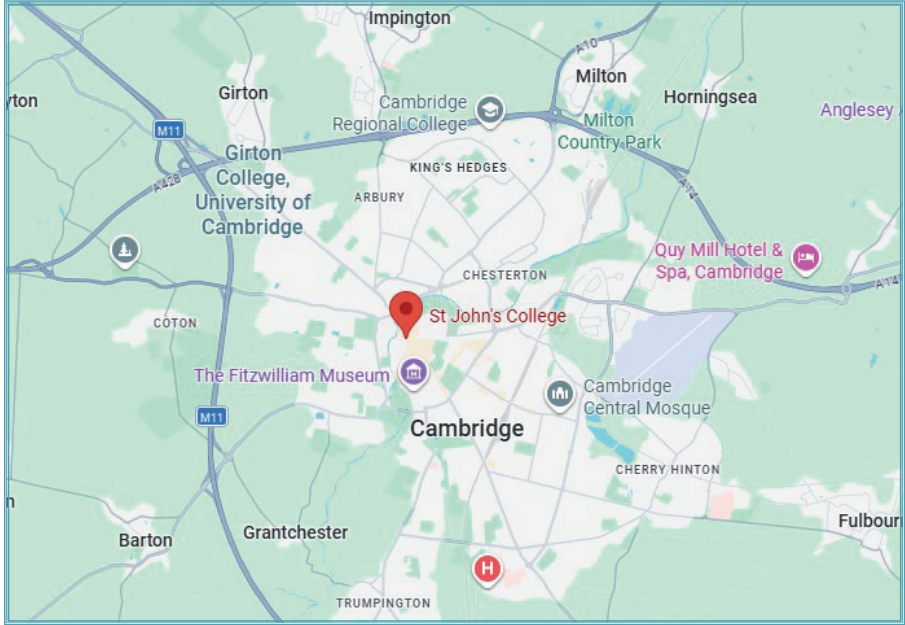 Impington
A10
Milton
yton
Girton
Horningsea
Cambridge
Regional College
Anglesey
Milton
Country Park
M11
Girton
College,
University of
Cambridge
KING'S HEDGES
A428
A14
ARBURY
Quy Mill Hotel &
Spa, Cambridge
CHESTERTON
A14
St John's College
COTON
The Fitzwilliam Museum
Cambridge
Central Mosque
M11
Cambridge
CHERRY HINTON
n
Fulbour
Grantchester
Barton
H
TRUMPINGTON